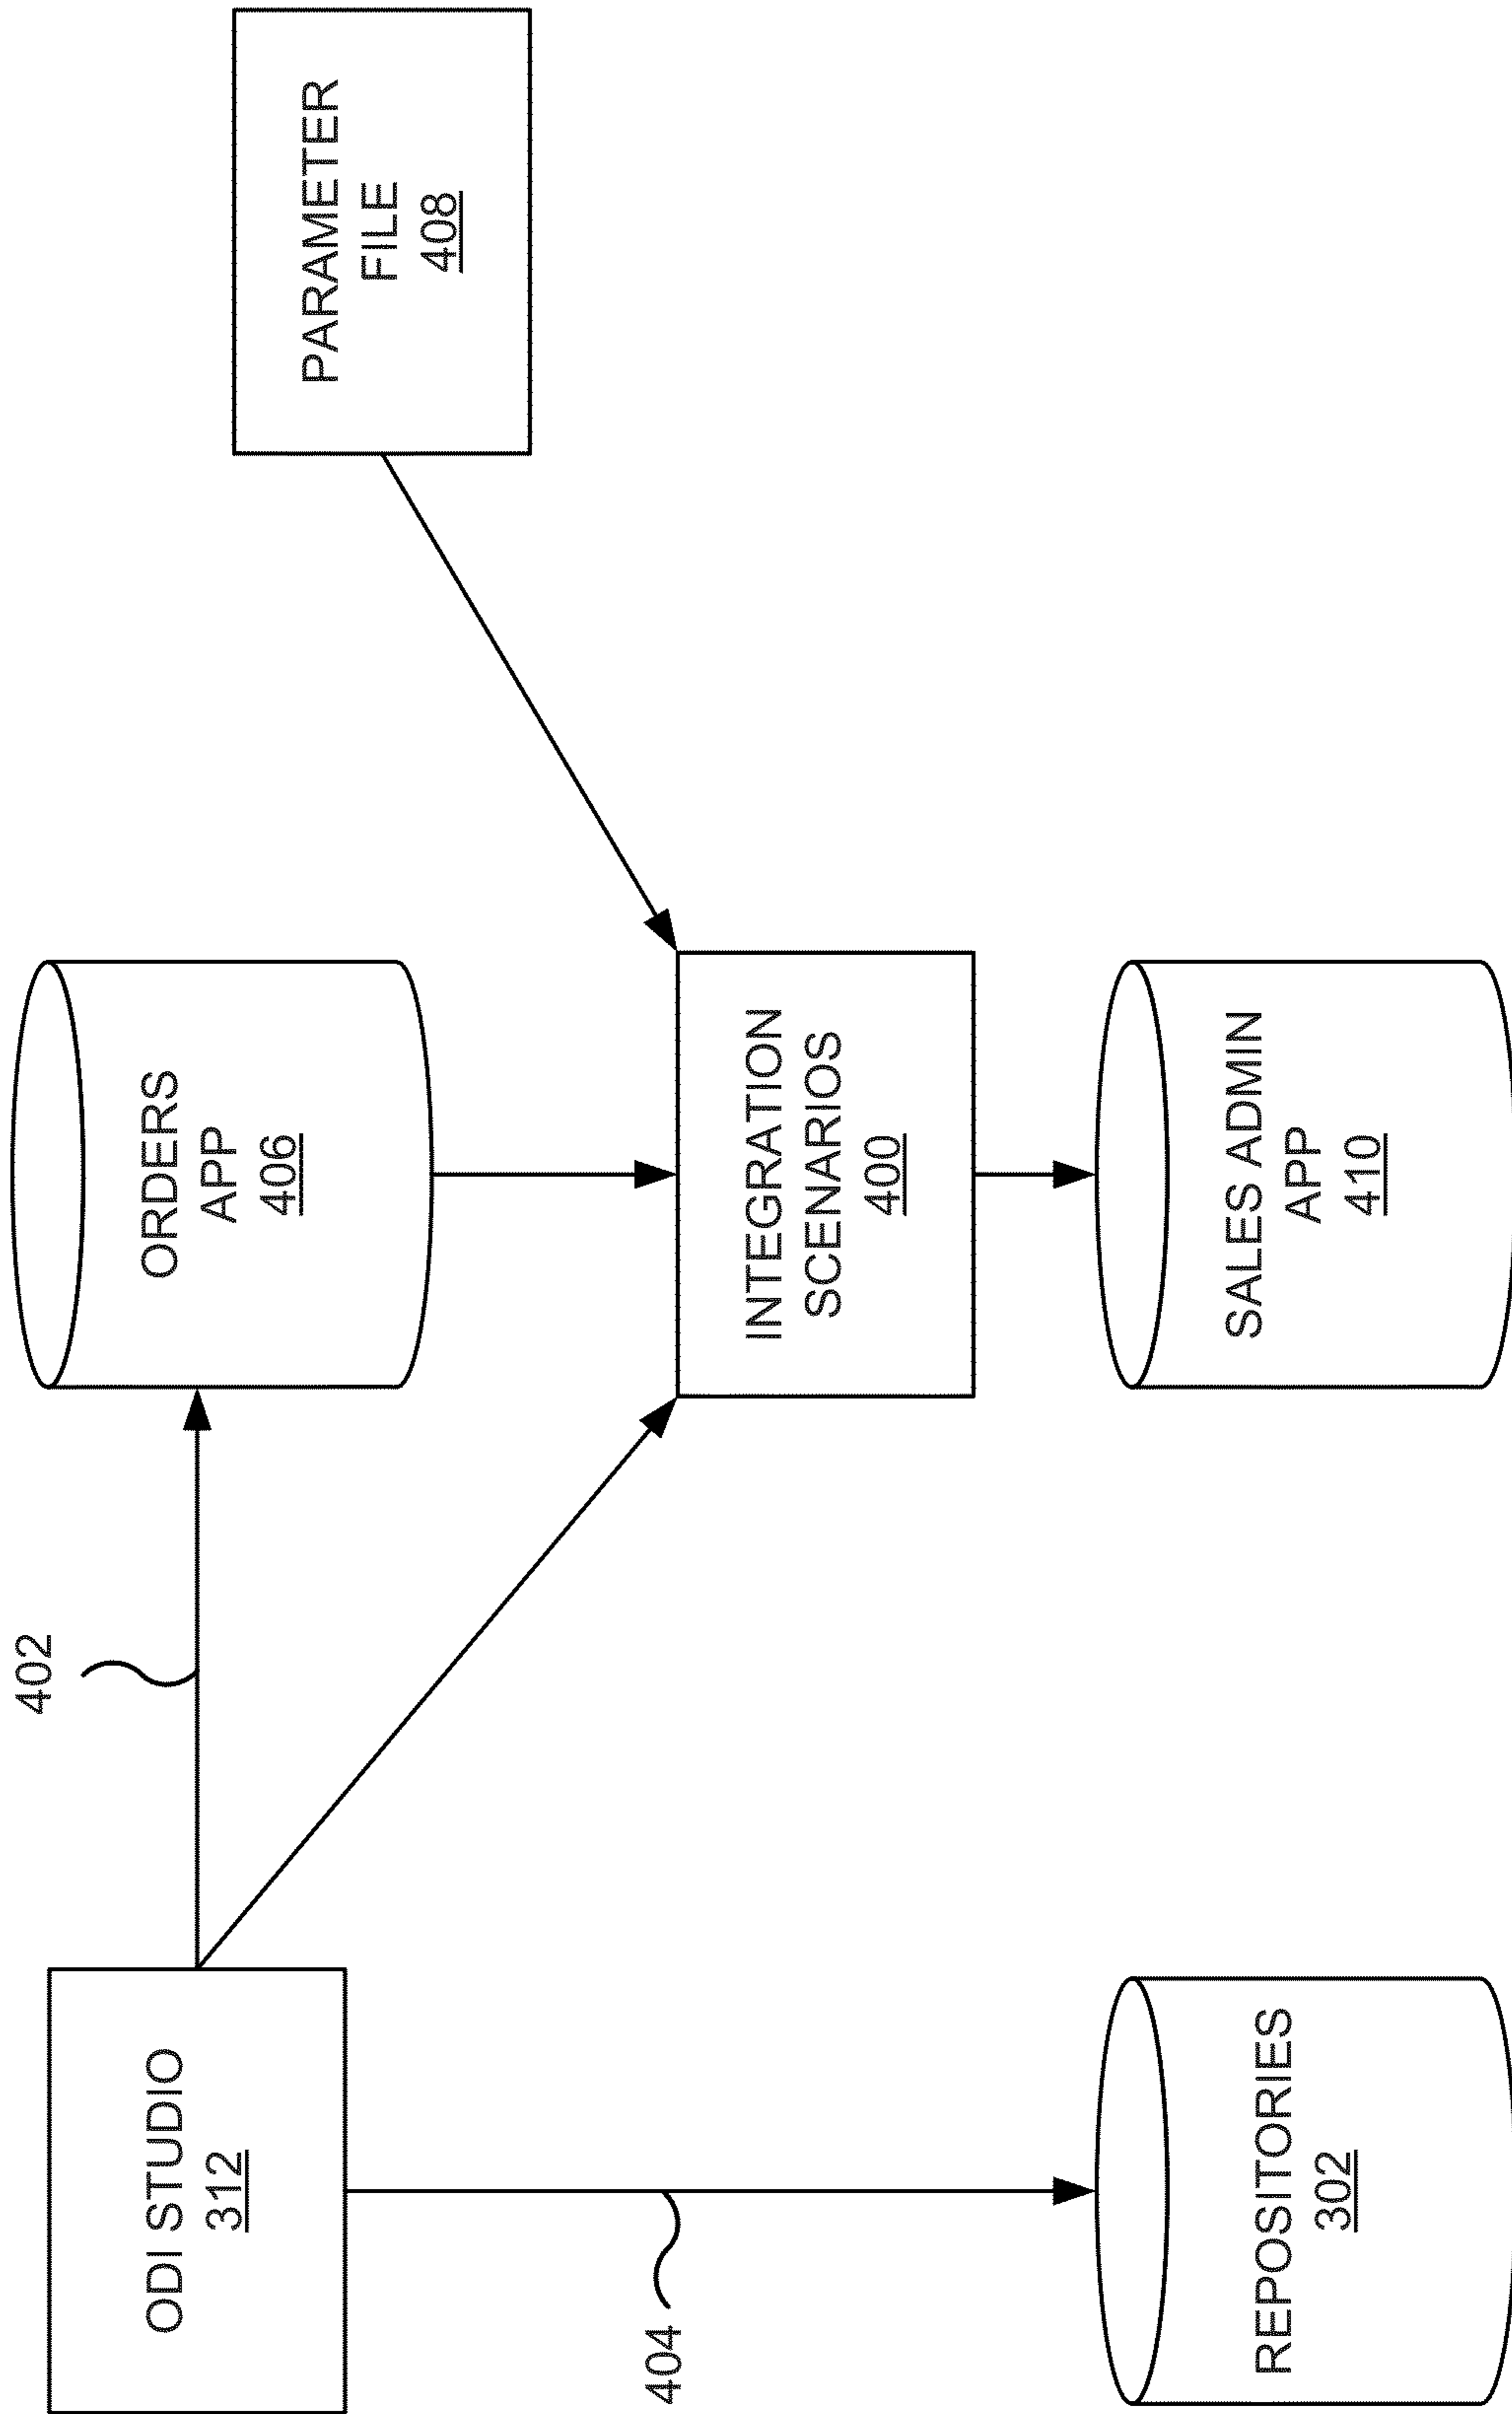 402
ODI STUDIO
312
ORDERS
APP
406
PARAMETER
FILE
408
404
INTEGRATION
SCENARIOS
400
REPOSITORIES
302
SALES ADMIN
APP
410